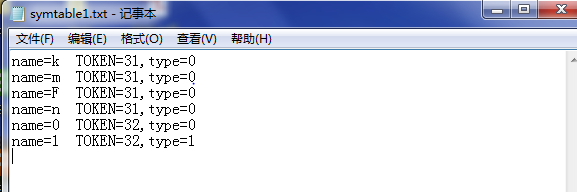 symtable1.txt - 记事本
文件(F) 编辑(E) 格式(O) 查看(V) 帮助(H)
name=k  TOKEN=31,type=0
name=m  TOKEN=31,type=0
name=F  TOKEN=31,type=0
name=n  TOKEN=31,type=0
name=0  TOKEN=32,type=0
name=1  TOKEN=32,type=1